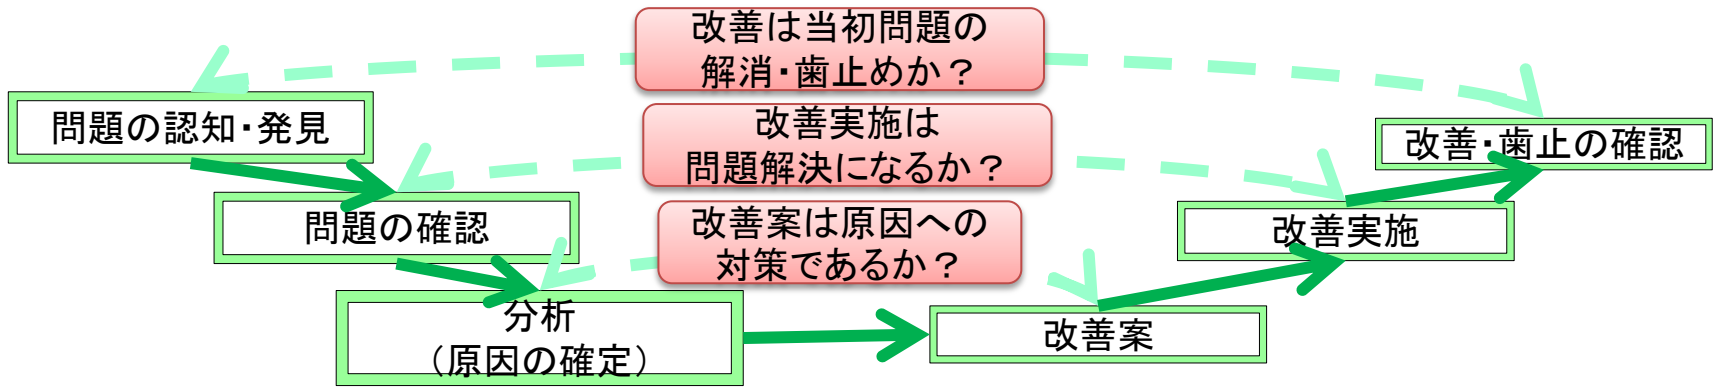 改善は当初問題の
解消・歯止めか？
問題の認知・発見
改善実施は
問題解決になるか？
改善・歯止の確認
問題の確認
改善案は原因への
対策であるか？
改善実施
分析
（原因の確定）
改善案